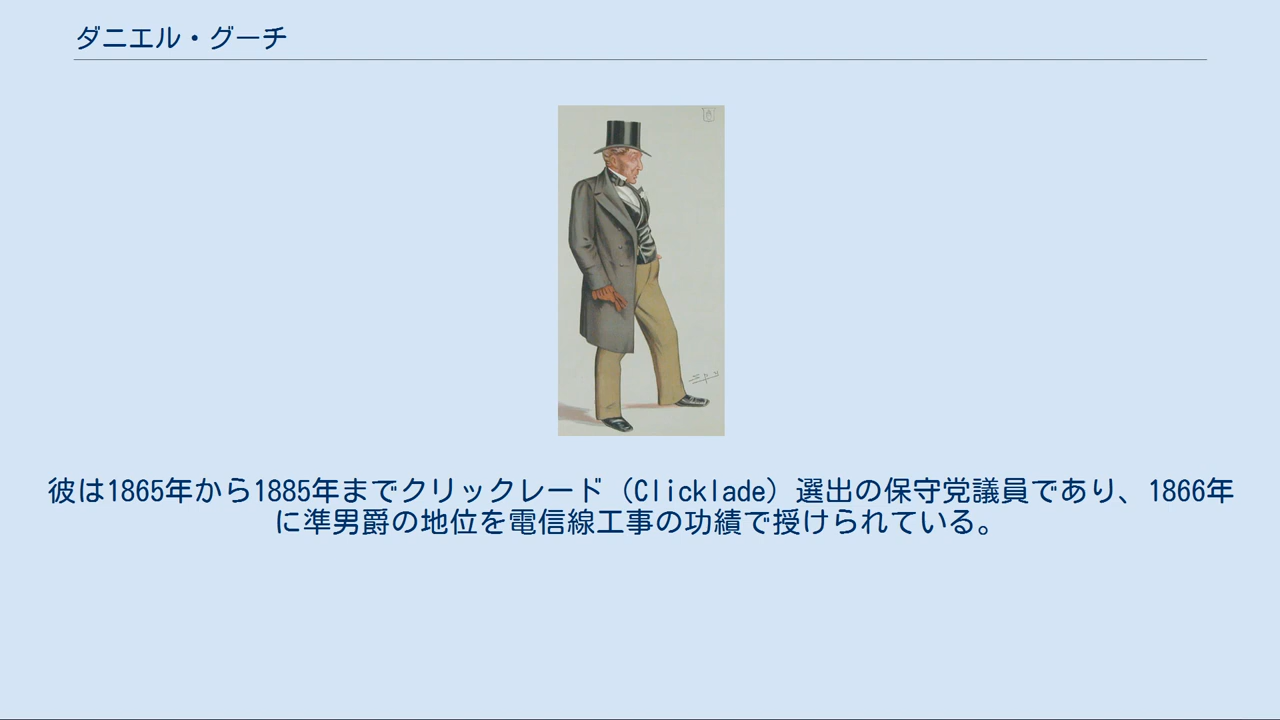 ダニエル・グーチ
Spy
彼は1865年から1885年までクリックレード（Clicklade）選出の保守党議員であり、1866年
に準男爵の地位を電信線工事の功績で授けられている。